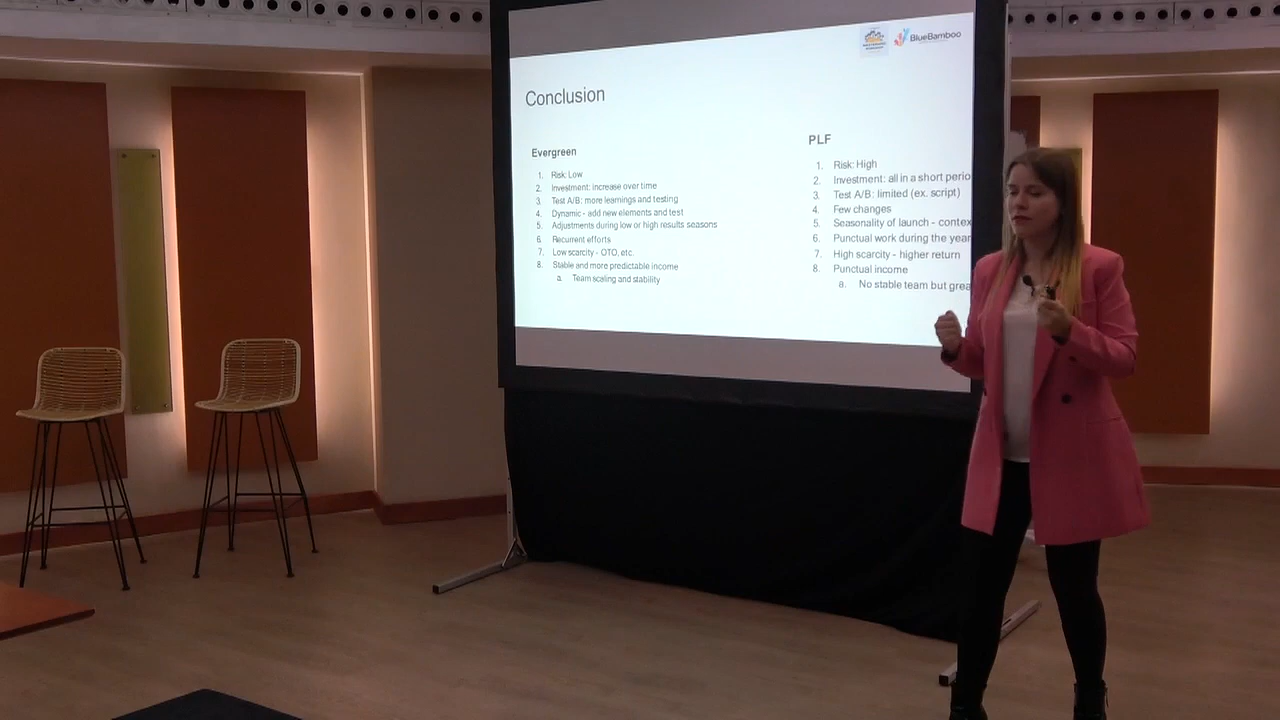 BlueBamboo
Conclusion
Evergreen
1. Risk: Low
2. Investment: increase over time
3. Test A/B: more learnings and testing
4. Dynamic - add new elements and test
5. Adjustments during low or high results seasons
6. Recurrent efforts
7. Low scarcity - OTO, etc.
8. Stable and more predictable income
a. Team scaling and stability
PLF
1. Risk: High
2. Investment: all in a short perio
3. Test A/B: limited (ex. script)
4. Few changes
5. Seasonality of launch - contex
6. Punctual work during the year
7. High scarcity - higher return
8. Punctual income
a. No stable team but grea